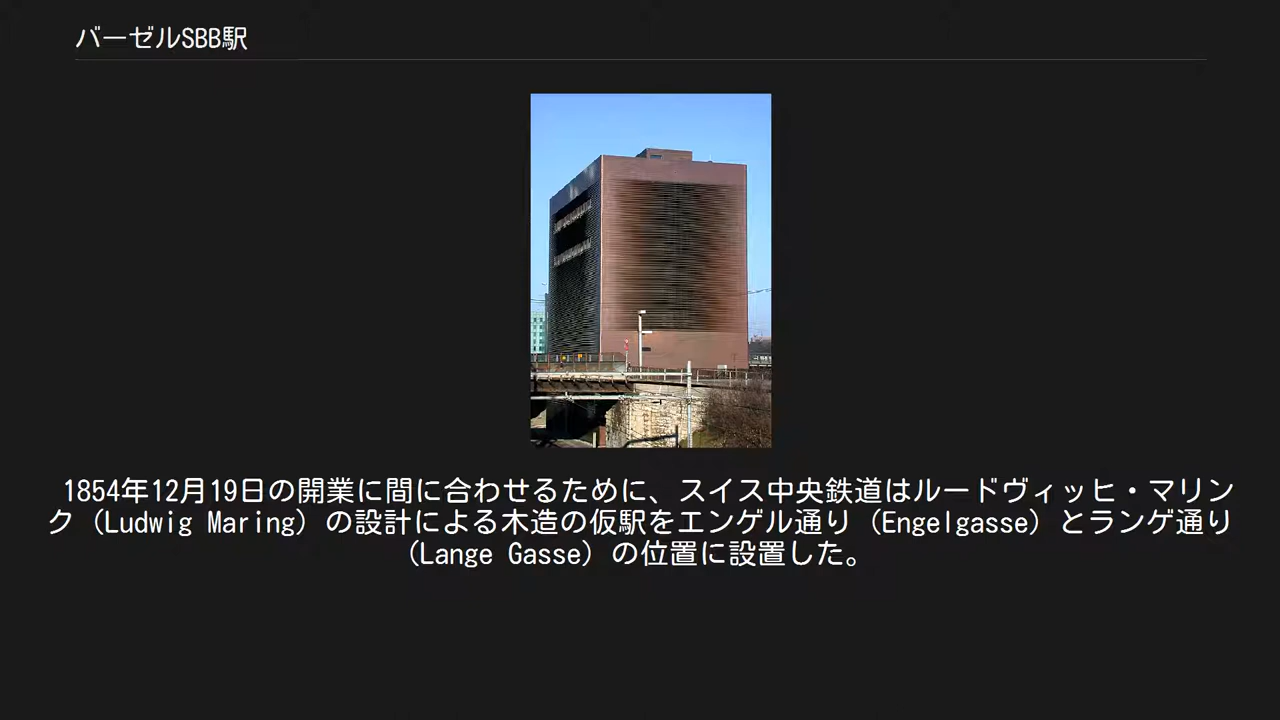 バーゼルSBB駅
1854年12月19日の開業に間に合わせるために、スイス中央鉄道はルードヴィッヒ・マリン
ク（Ludwig Maring）の設計による木造の仮駅をエンゲル通り（Engelgasse）とランゲ通り
（Lange Gasse）の位置に設置した。